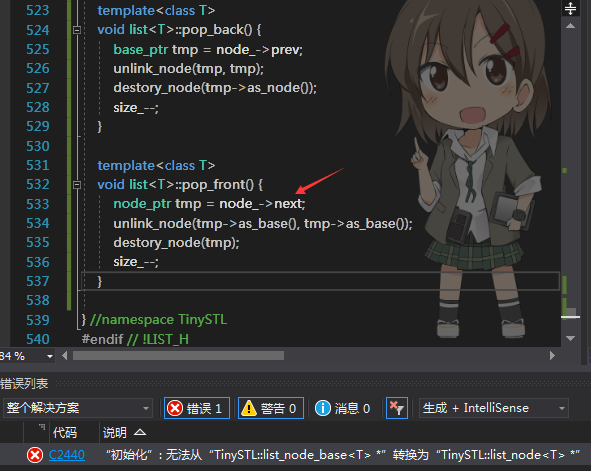 523 template<class T>
524 void list<T>::pop_back() {
525 base_ptr tmp = node_->prev;
526 unlink_node(tmp, tmp);
527 destory_node(tmp->as_node());
528 size_--;
529 }
530
531 template<class T>
532 void list<T>::pop_front() {
533 node_ptr tmp = node_->next;
534 unlink_node(tmp->as_base(), tmp->as_base());
535 destory_node(tmp);
536 size_--;
537 }
538
539 } //namespace TinySTL
540 #endif // !LIST_H
84 %
错误列表
整个解决方案 错误 1 警告 0 消息 0 生成 + IntelliSense
代码 说明
C2440 “初始化”: 无法从“TinySTL::list_node_base<T> *”转换为“TinySTL::list_node<T> *”